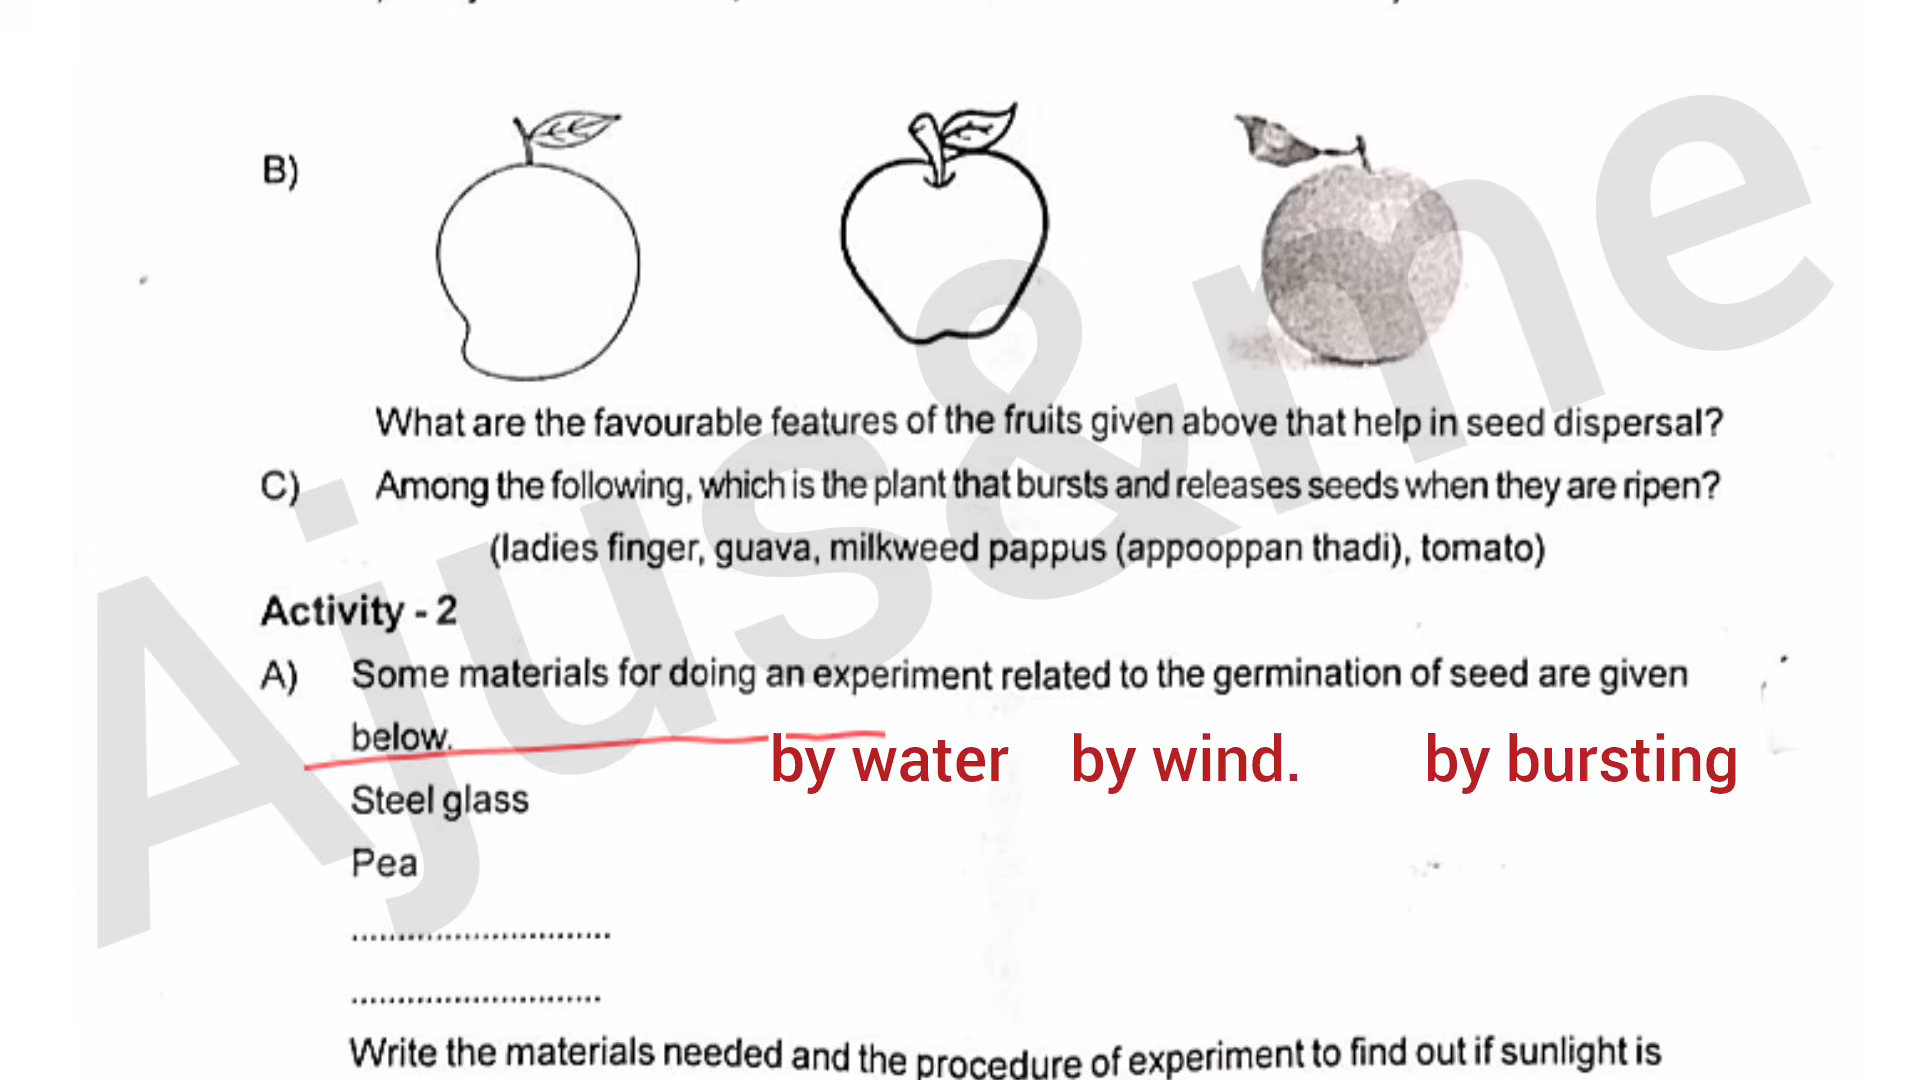 B)
What are the favourable features of the fruits given above that help in seed dispersal?
C) Among the following, which is the plant that bursts and releases seeds when they are ripen?
(ladies finger, guava, milkweed pappus (appooppan thadi), tomato)
Activity - 2
A) Some materials for doing an experiment related to the germination of seed are given
below.
by water by wind. by bursting
Steel glass
Pea
............................
...........................
Write the materials needed and the procedure of experiment to find out if sunlight is
Ajus&me